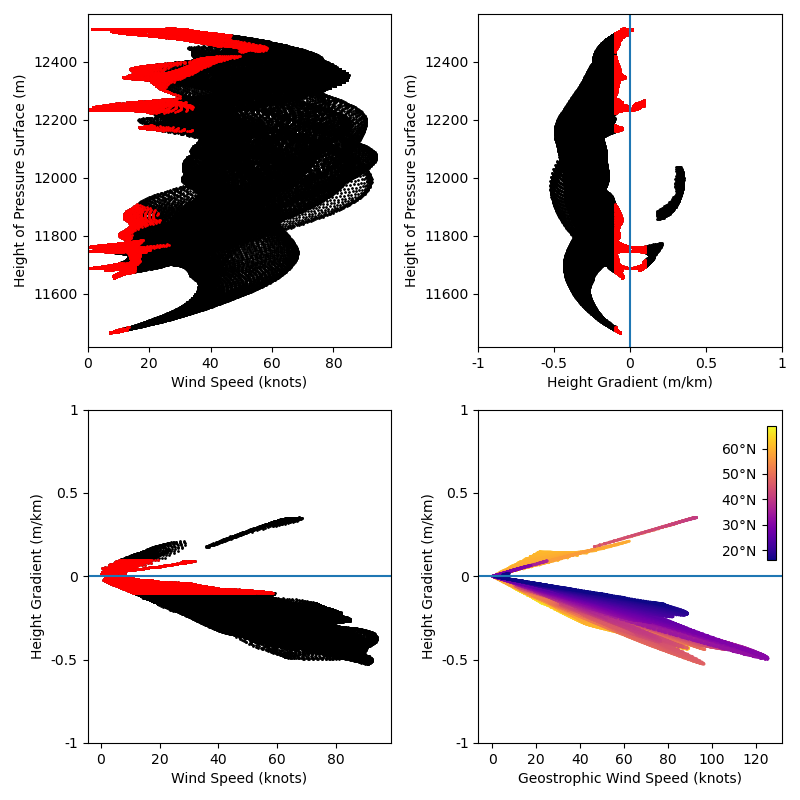 12400
12200
12000
11800
11600
Height of Pressure Surface (m)
0 20 40 60 80
Wind Speed (knots)
12400
12200
12000
11800
11600
Height of Pressure Surface (m)
-1 -0.5 0 0.5 1
Height Gradient (m/km)
1
0.5
0
-0.5
-1
Height Gradient (m/km)
0 20 40 60 80
Wind Speed (knots)
1
0.5
0
-0.5
-1
Height Gradient (m/km)
60°N
50°N
40°N
30°N
20°N
0 20 40 60 80 100 120
Geostrophic Wind Speed (knots)